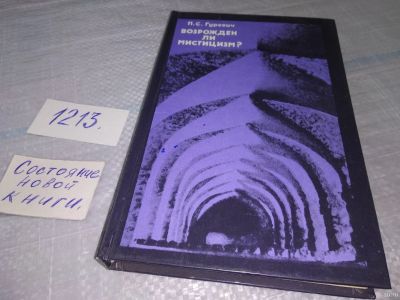 П. С. Гуревич
ВОЗРОЖДЕН
ЛИ
МИСТИЦИЗМ?
1213.
Состояние
новой
книги.